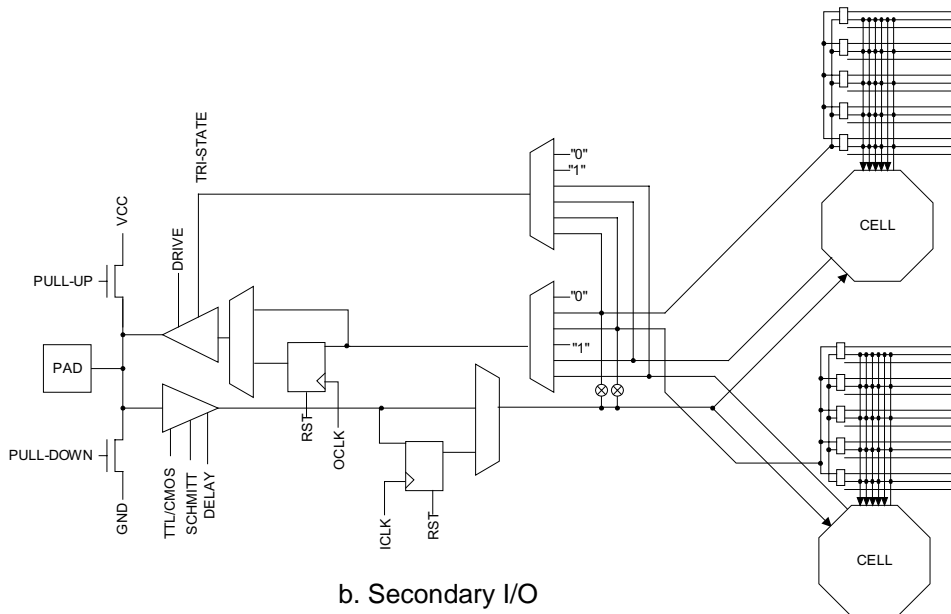 "0"
"1"
TRI-STATE
VCC
DRIVE
CELL
PULL-UP
"0"
"1"
PAD
RST
OCLK
PULL-DOWN
GND
TTL/CMOS
SCHMITT
DELAY
ICLK
RST
CELL
b. Secondary I/O